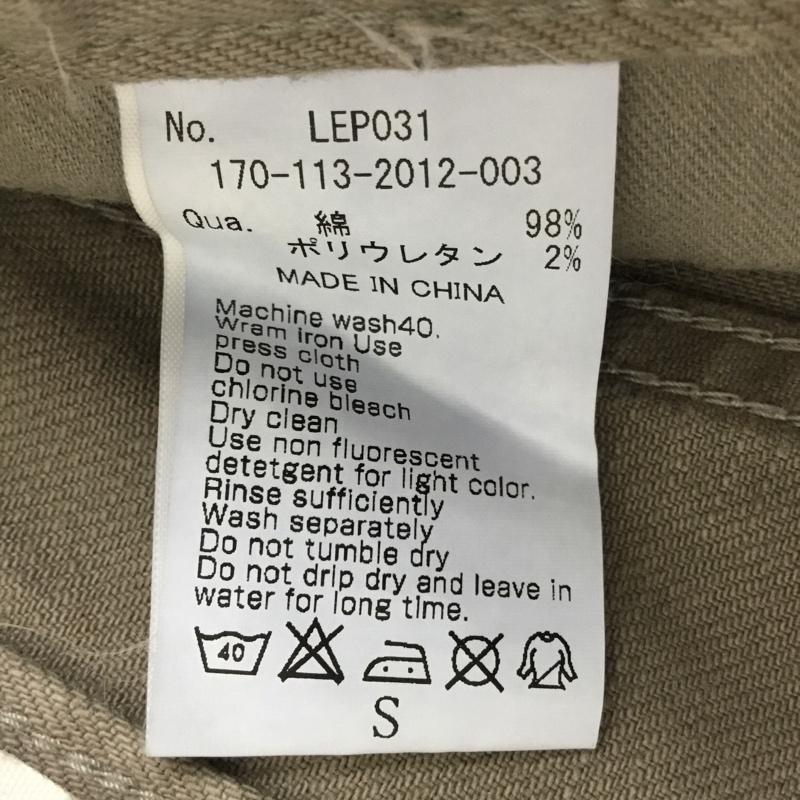 No. LEP031
170-113-2012-003
Qua. 綿 98%
ポリウレタン 2%
MADE IN CHINA
Machine wash40.
Wram iron Use
press cloth
Do not use
chlorine bleach
Dry clean
Use non fluorescent
detetgent for light color.
Rinse sufficiently
Wash separately
Do not tumble dry
Do not drip dry and leave in
water for long time.
40
S